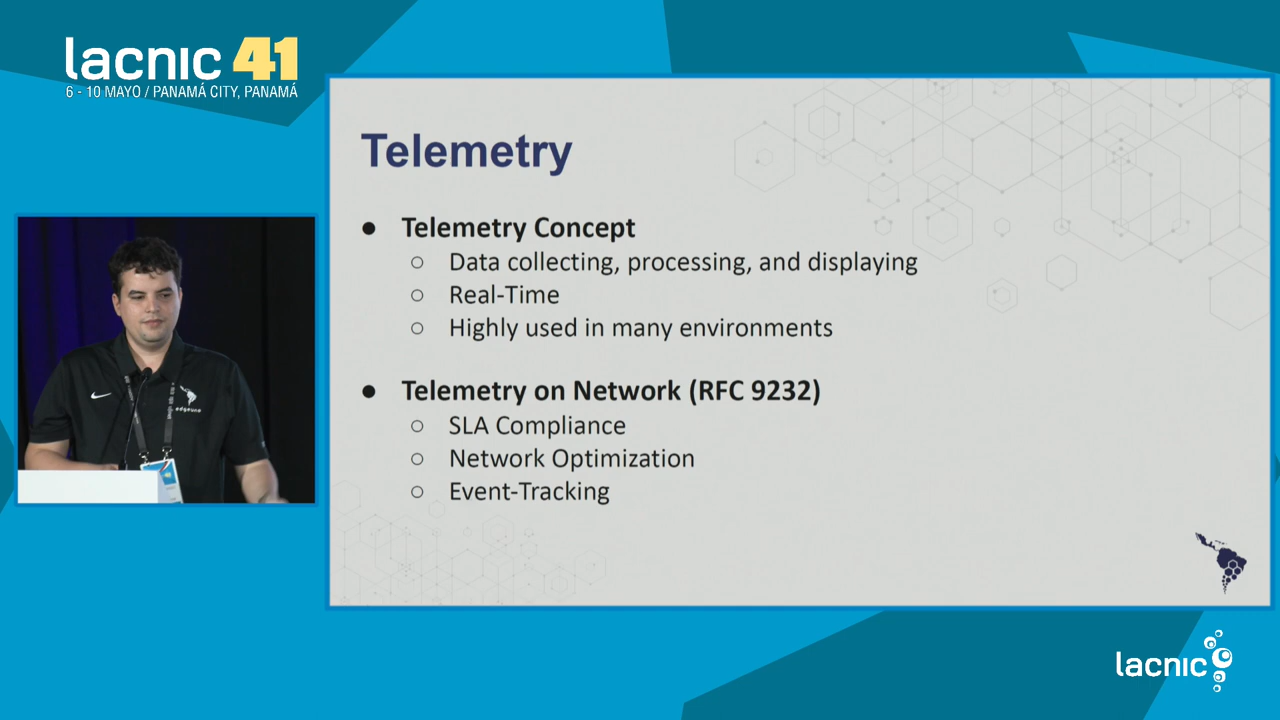 lacnic 41
6 - 10 MAYO / PANAMÁ CITY, PANAMÁ
Telemetry
● Telemetry Concept
○ Data collecting, processing, and displaying
○ Real-Time
○ Highly used in many environments
● Telemetry on Network (RFC 9232)
○ SLA Compliance
○ Network Optimization
○ Event-Tracking
edgeuno
lacnic